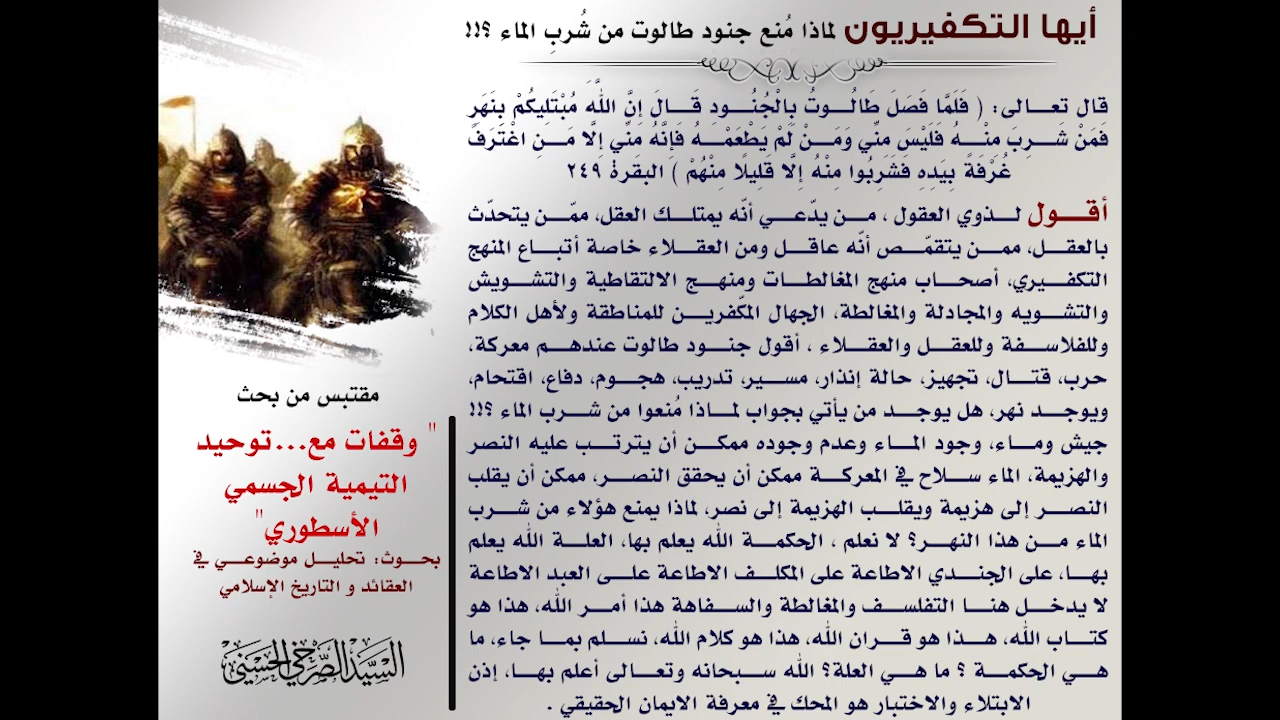 أيها التكفيريون لماذا مُنع جنود طالوت من شُربِ الماء ؟!!
قال تعالى: ( فَلَمَّا فَصَلَ طَالُوتُ بِالْجُنُودِ قَالَ إِنَّ اللَّهَ مُبْتَلِيكُمْ بِنَهَرٍ
فَمَنْ شَرِبَ مِنْهُ فَلَيْسَ مِنِّي وَمَنْ لَمْ يَطْعَمْهُ فَإِنَّهُ مِنِّي إِلَّا مَنِ اغْتَرَفَ
غُرْفَةً بِيَدِهِ فَشَرِبُوا مِنْهُ إِلَّا قَلِيلًا مِنْهُمْ ) البقرة ٢٤٩
أقول لذوي العقول ، من يدّعي أنّه يمتلك العقل، ممّن يتحدّث
بالعقل، ممن يتقمّص أنّه عاقل ومن العقلاء خاصة أتباع المنهج
التكفيري، أصحاب منهج المغالطات ومنهج الالتقاطية والتشويش
والتشويه والمجادلة والمغالطة، الجهال المكّفرين للمناطقة ولأهل الكلام
وللفلاسفة وللعقل والعقلاء ، أقول جنود طالوت عندهم معركة،
حرب، قتال، تجهيز، حالة إنذار، مسير، تدريب، هجوم، دفاع، اقتحام،
ويوجد نهر، هل يوجد من يأتي بجواب لماذا مُنعوا من شرب الماء ؟!!
جيش وماء، وجود الماء وعدم وجوده ممكن أن يترتب عليه النصر
والهزيمة، الماء سلاح في المعركة ممكن أن يحقق النصر، ممكن أن يقلب
النصر إلى هزيمة ويقلب الهزيمة إلى نصر، لماذا يمنع هؤلاء من شرب
الماء من هذا النهر؟ لا نعلم ، الحكمة الله يعلم بها، العلة الله يعلم
بها، على الجندي الاطاعة على المكلف الاطاعة على العبد الاطاعة
لا يدخل هنا التفلسف والمغالطة والسفاهة هذا أمر الله، هذا هو
كتاب الله، هذا هو قران الله، هذا هو كلام الله، نسلم بما جاء، ما
هي الحكمة ؟ ما هي العلة؟ الله سبحانه وتعالى أعلم بها، إذن
الابتلاء والاختبار هو المحك في معرفة الايمان الحقيقي .
مقتبس من بحث
" وقفات مع...توحيد
التيمية الجسمي
الأسطوري"
بحوث: تحليل موضوعي في
العقائد و التاريخ الإسلامي
السيد الصرخي الحسني